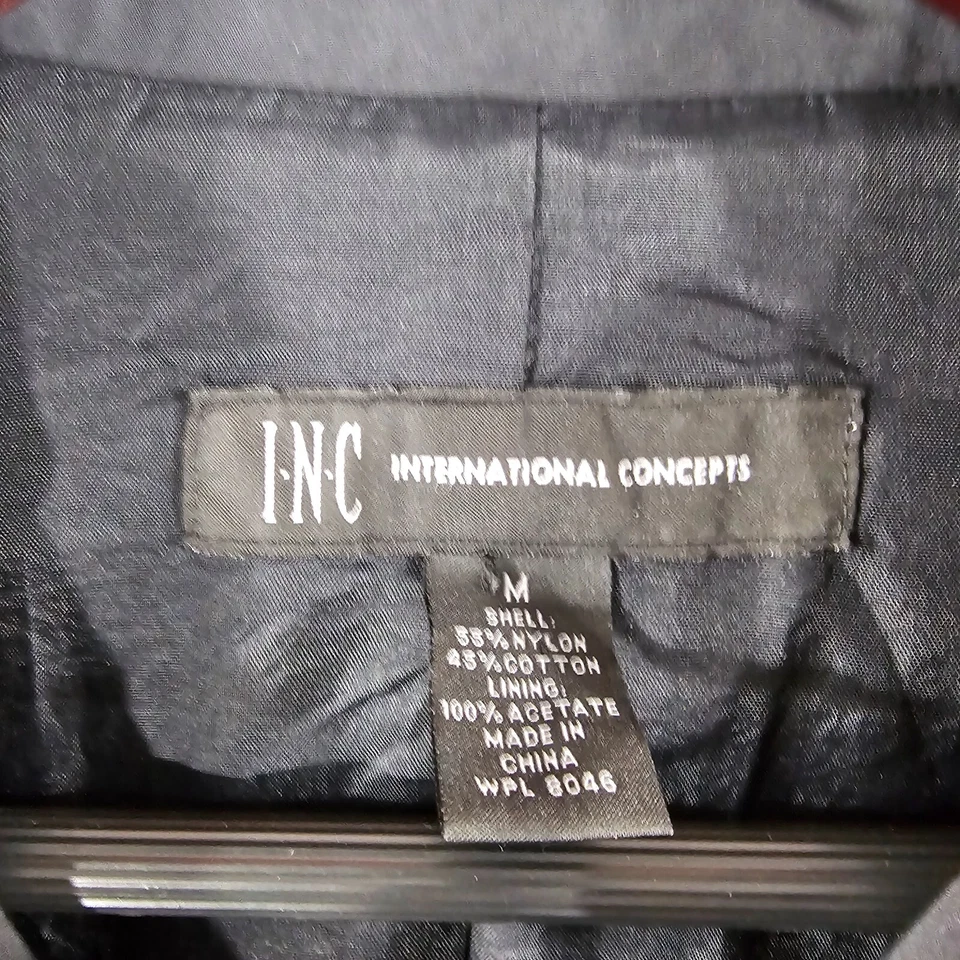 I·N·C INTERNATIONAL CONCEPTS
M
SHELL:
55% NYLON
45% COTTON
LINING:
100% ACETATE
MADE IN
CHINA
WPL 8046